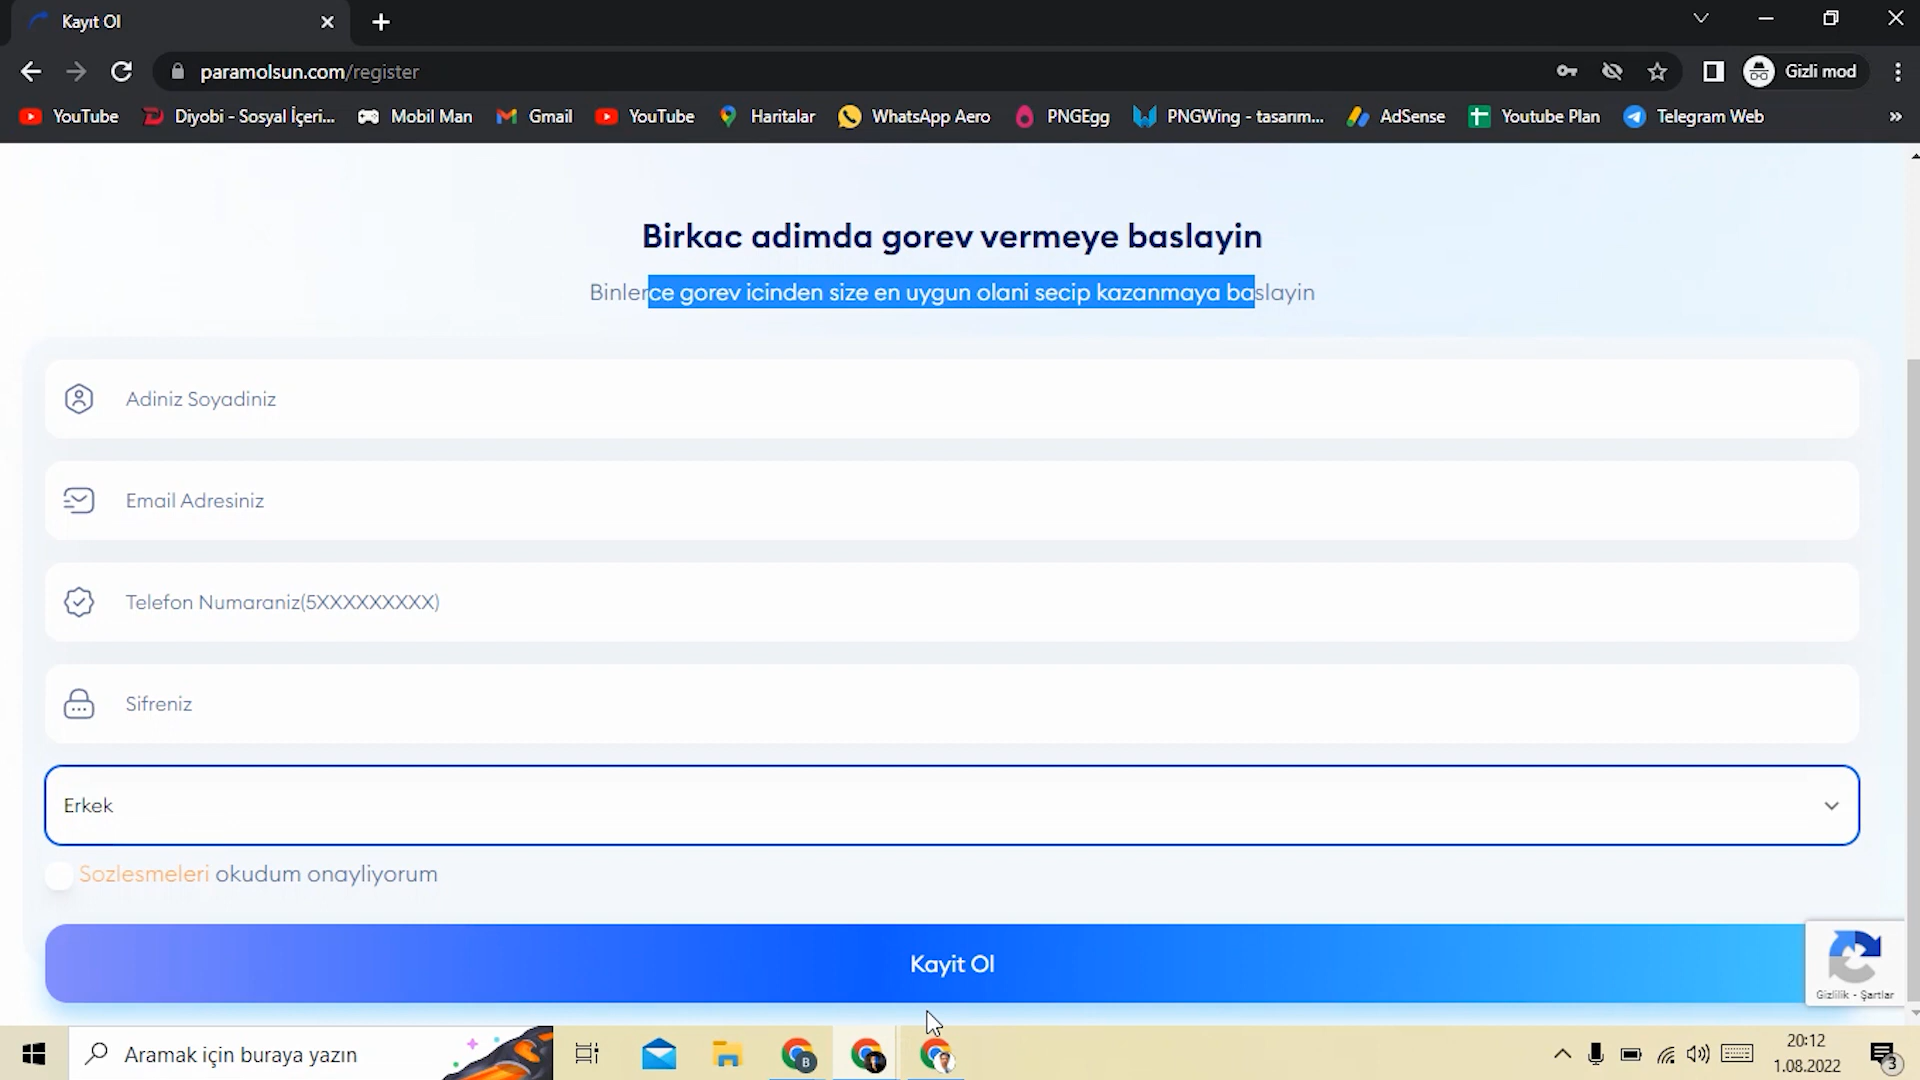 Kayıt Ol
paramolsun.com/register
Gizli mod
YouTube
Diyobi - Sosyal İçeri...
Mobil Man
Gmail
YouTube
Haritalar
WhatsApp Aero
PNGEgg
PNGWing - tasarım...
AdSense
Youtube Plan
Telegram Web
Birkac adimda gorev vermeye baslayin
Binlerce gorev icinden size en uygun olani secip kazanmaya baslayin
Adiniz Soyadiniz
Email Adresiniz
Telefon Numaraniz(5XXXXXXXXX)
Sifreniz
Erkek
Sozlesmeleri okudum onayliyorum
Kayit Ol
Gizlilik - Şartlar
Aramak için buraya yazın
B
20:12
1.08.2022
3